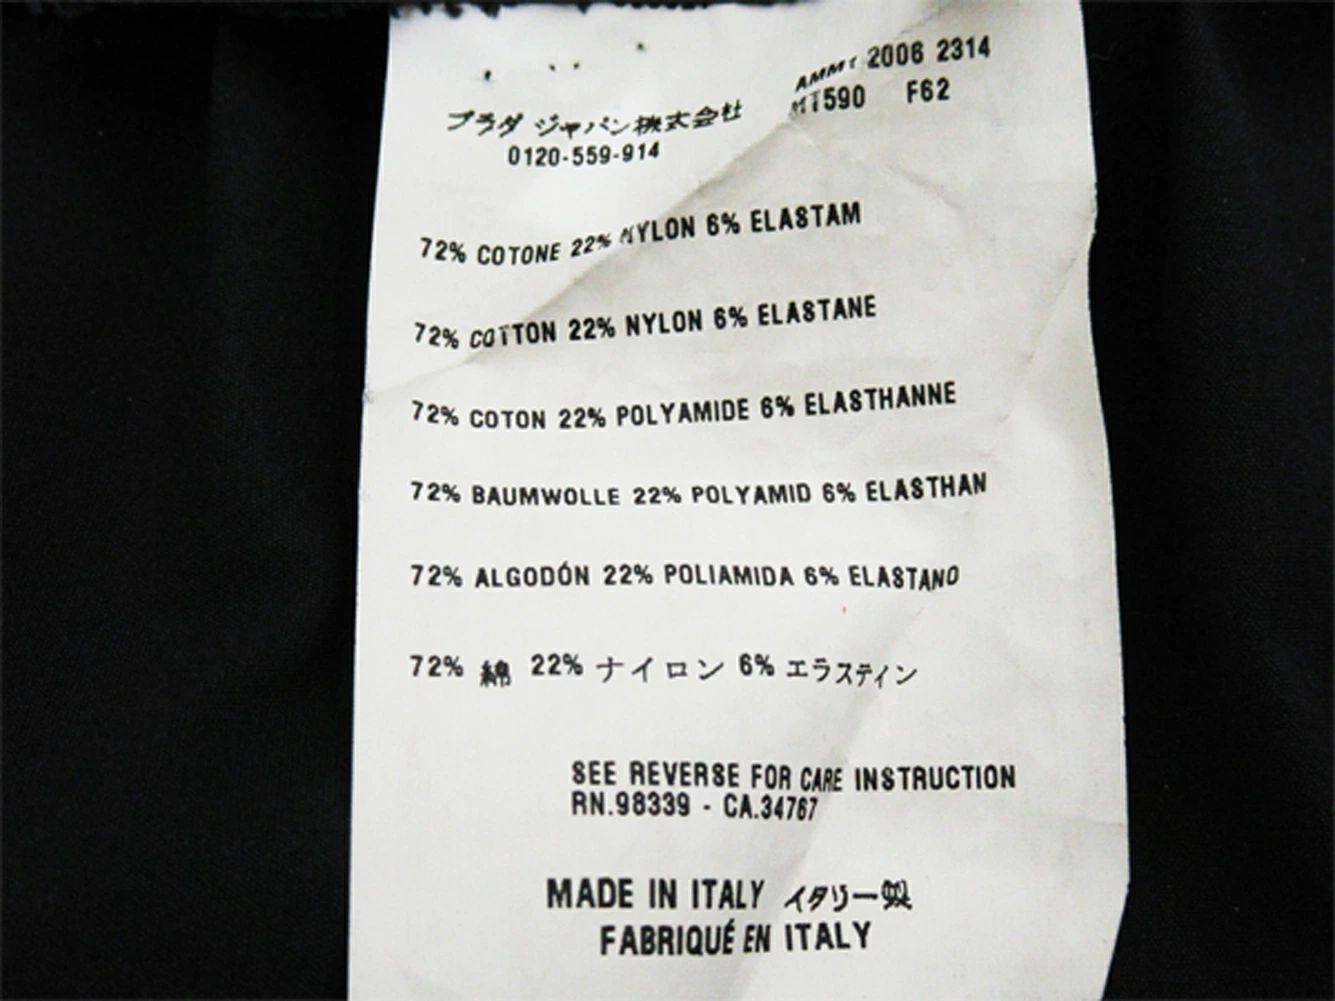 AMMT 2006 2314
MT590 F62
プラダ ジャパン株式会社
0120-559-914
72% COTONE 22% NYLON 6% ELASTAM
72% COTTON 22% NYLON 6% ELASTANE
72% COTON 22% POLYAMIDE 6% ELASTHANNE
72% BAUMWOLLE 22% POLYAMID 6% ELASTHAN
72% ALGODÓN 22% POLIAMIDA 6% ELASTANO
72% 綿 22% ナイロン 6% エラスティン
SEE REVERSE FOR CARE INSTRUCTION
RN.98339 - CA.34767
MADE IN ITALY イタリー製
FABRIQUÉ EN ITALY